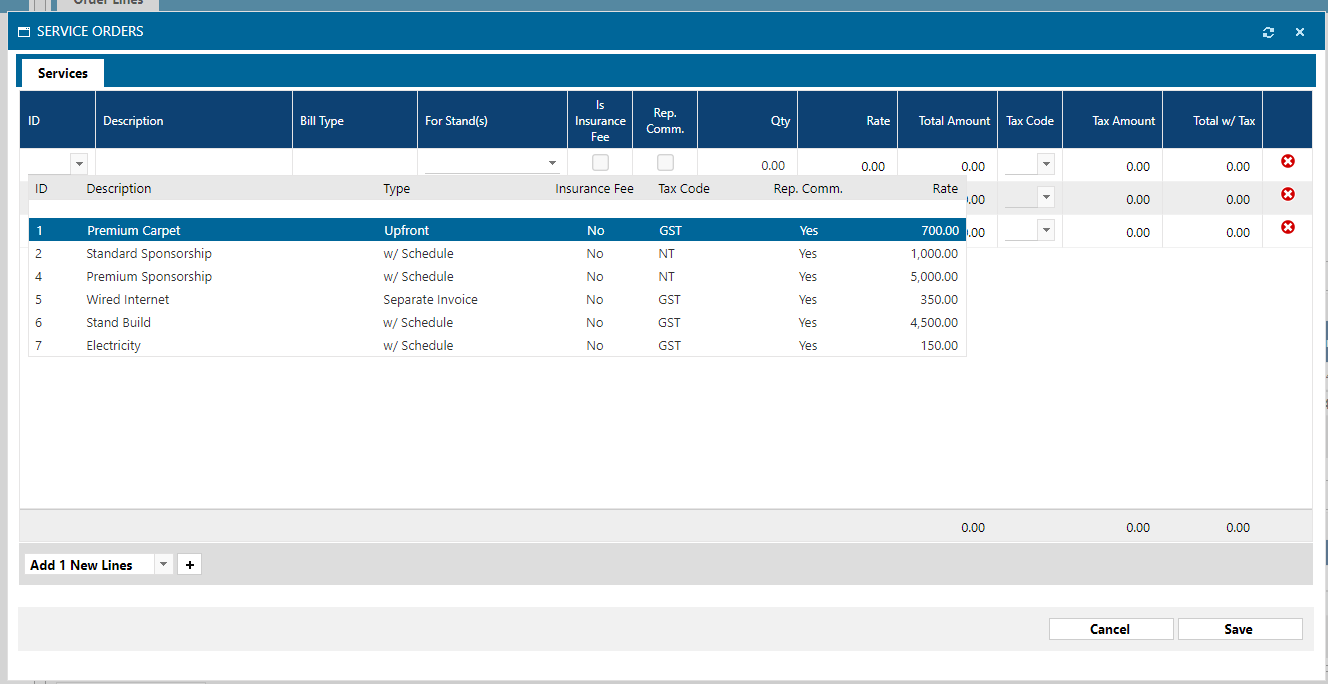 Order Lines
SERVICE ORDERS
Services
ID Description Bill Type For Stand(s) Is Insurance Fee Rep. Comm. Qty Rate Total Amount Tax Code Tax Amount Total w/ Tax
0.00 0.00 0.00 0.00 0.00
ID Description Type Insurance Fee Tax Code Rep. Comm. Rate
.00 0.00 0.00
1 Premium Carpet Upfront No GST Yes 700.00 .00 0.00 0.00
2 Standard Sponsorship w/ Schedule No NT Yes 1,000.00
4 Premium Sponsorship w/ Schedule No NT Yes 5,000.00
5 Wired Internet Separate Invoice No GST Yes 350.00
6 Stand Build w/ Schedule No GST Yes 4,500.00
7 Electricity w/ Schedule No GST Yes 150.00
0.00 0.00 0.00
Add 1 New Lines +
Cancel Save